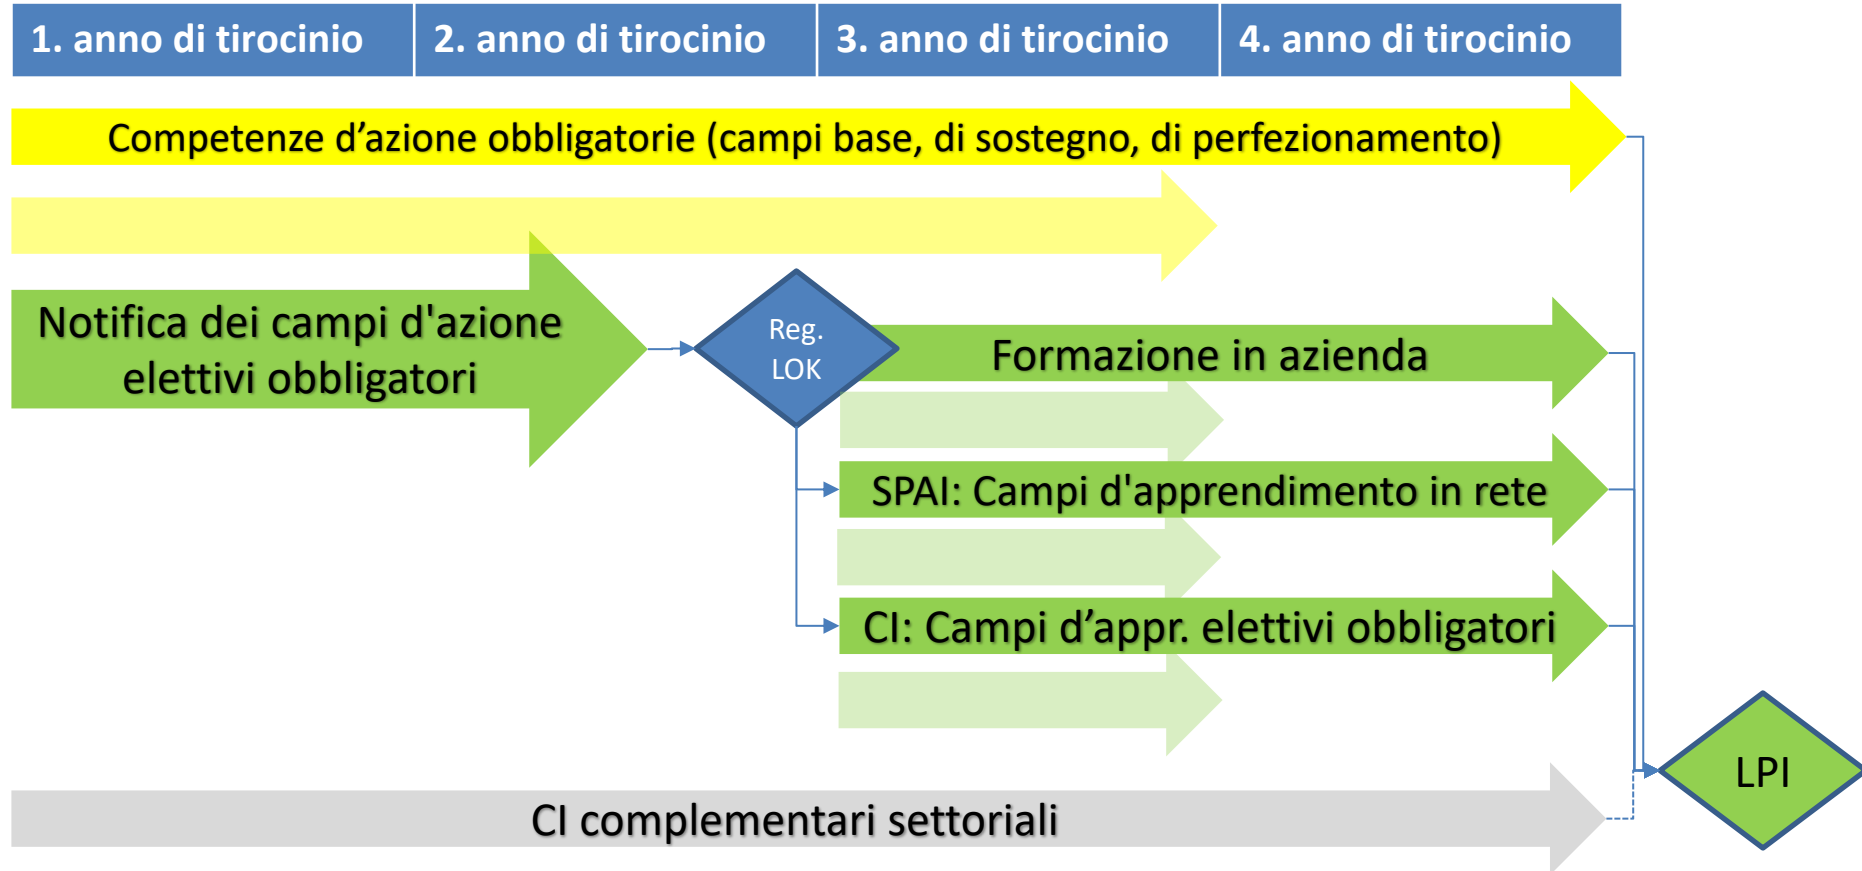 1. anno di tirocinio
2. anno di tirocinio
3. anno di tirocinio
4. anno di tirocinio
Competenze d’azione obbligatorie (campi base, di sostegno, di perfezionamento)
Notifica dei campi d'azione
elettivi obbligatori
Reg.
LOK
Formazione in azienda
SPAI: Campi d'apprendimento in rete
CI: Campi d’appr. elettivi obbligatori
LPI
CI complementari settoriali